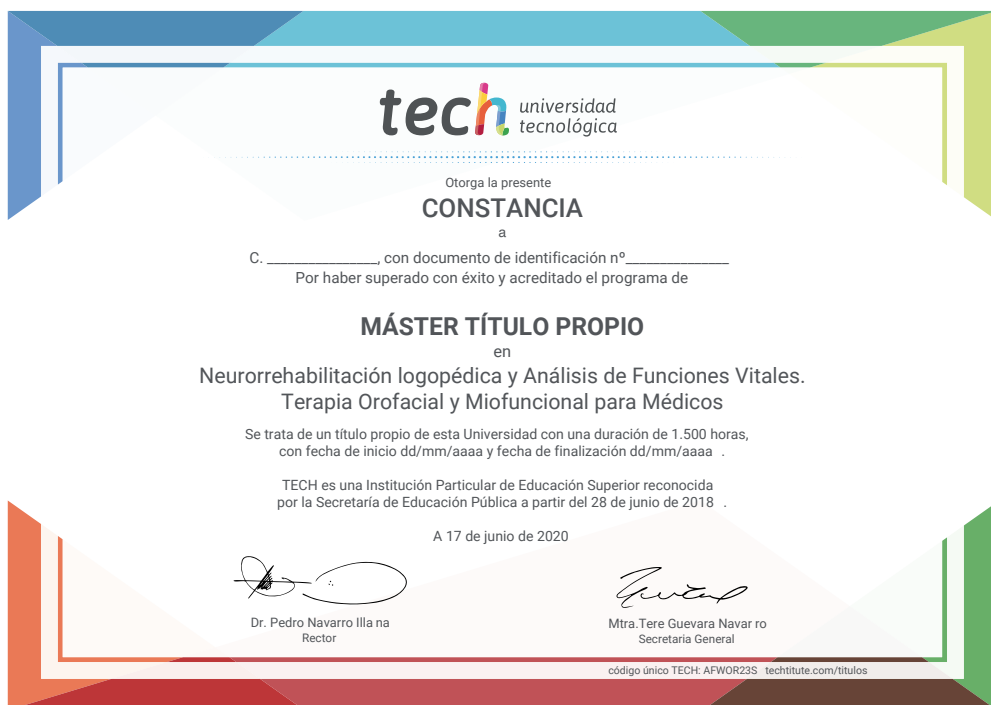 tech universidad
tecnológica
Otorga la presente
CONSTANCIA
a
C. ________________, con documento de identificación nº_______________
Por haber superado con éxito y acreditado el programa de
MÁSTER TÍTULO PROPIO
en
Neurorrehabilitación logopédica y Análisis de Funciones Vitales.
Terapia Orofacial y Miofuncional para Médicos
Se trata de un título propio de esta Universidad con una duración de 1.500 horas,
con fecha de inicio dd/mm/aaaa y fecha de finalización dd/mm/aaaa .
TECH es una Institución Particular de Educación Superior reconocida
por la Secretaría de Educación Pública a partir del 28 de junio de 2018 .
A 17 de junio de 2020
Dr. Pedro Navarro Illa na
Rector
Mtra.Tere Guevara Navar ro
Secretaria General
código único TECH: AFWOR23S techtitute.com/titulos